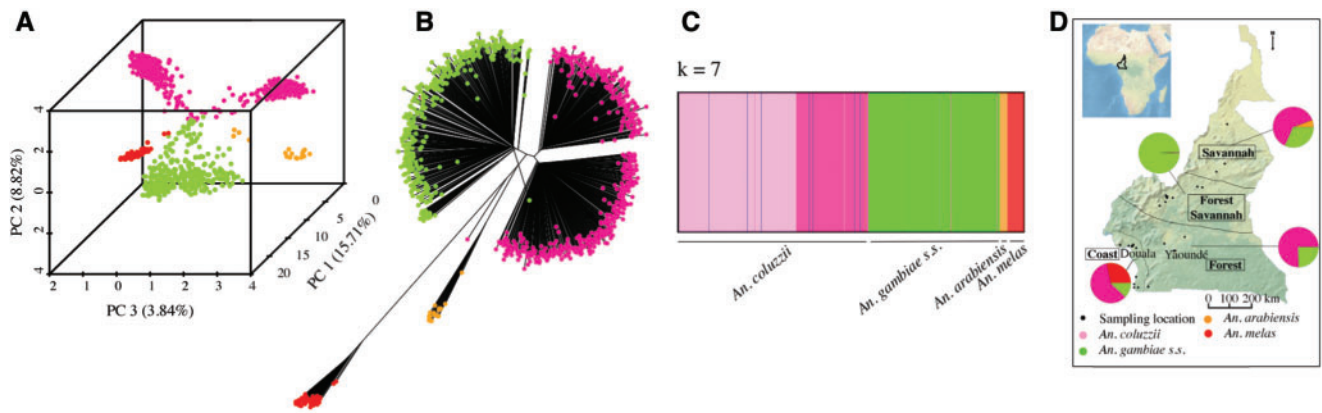 A
4
2
0
2
4
PC 2 (8.82%)
2 1 0 1 2 3 4
PC 3 (3.84%)
0
5
10
15
20
PC 1 (15.71%)
B
C
k = 7
An. coluzzii
An. gambiae s.s.
An. arabiensis
An. melas
D
Savannah
Forest
Savannah
Coast Douala Yaoundé
Forest
0 100 200 km
Sampling location
An. coluzzii
An. gambiae s.s.
An. arabiensis
An. melas